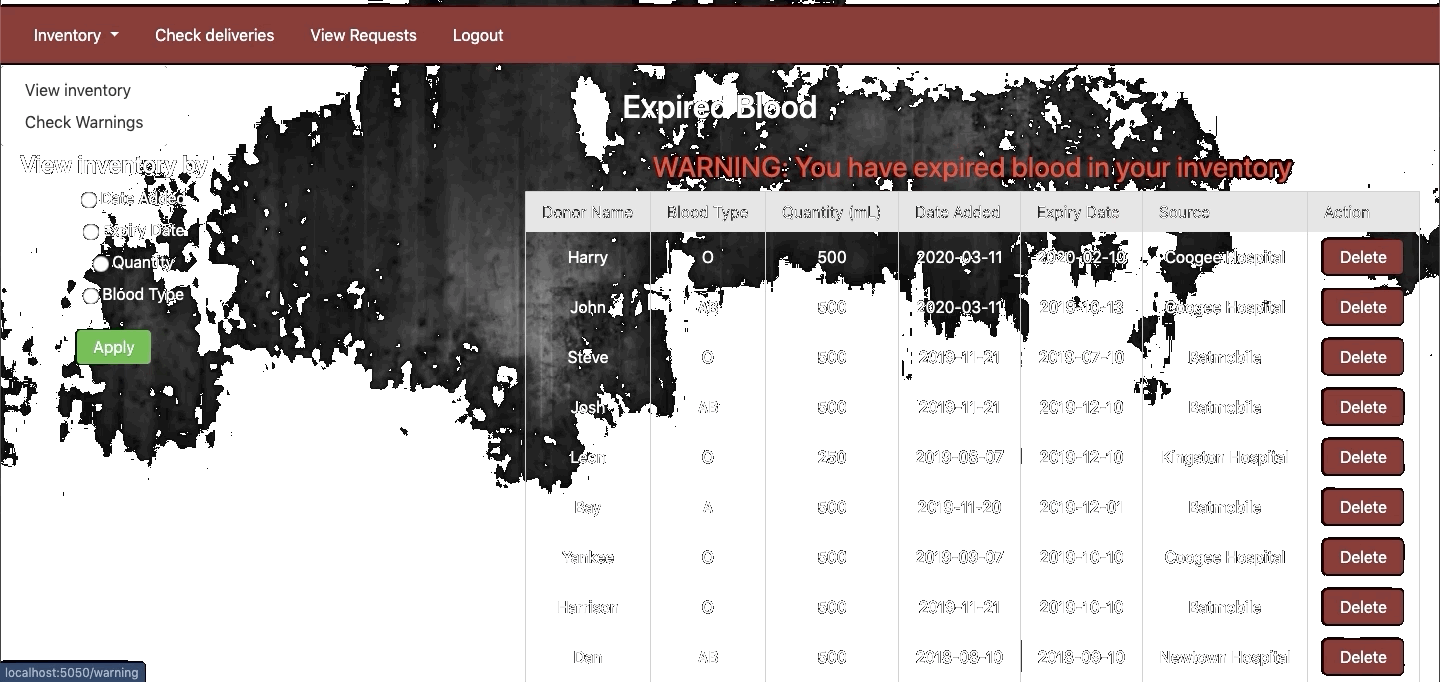 Inventory Check deliveries View Requests Logout
View inventory
Check Warnings
Expired Blood
View inventory by
WARNING: You have expired blood in your inventory
Date Added
Expiry Date
Quantity
Blood Type
Apply
Donor Name Blood Type Quantity (mL) Date Added Expiry Date Source Action
Harry O 500 2020-03-11 2020-02-10 Coogee Hospital Delete
John AB 500 2020-03-11 2019-10-13 Coogee Hospital Delete
Steve O 500 2019-11-21 2019-07-10 Batmobile Delete
Josh AB 500 2019-11-21 2019-12-10 Batmobile Delete
Leon O 250 2019-08-07 2019-12-10 Kingston Hospital Delete
Bay A 500 2019-11-20 2019-12-01 Batmobile Delete
Yankee O 500 2019-09-07 2019-10-10 Coogee Hospital Delete
Harrison O 500 2019-11-21 2019-10-10 Batmobile Delete
Dan AB 500 2018-08-10 2018-09-10 Newtown Hospital Delete
localhost:5050/warning